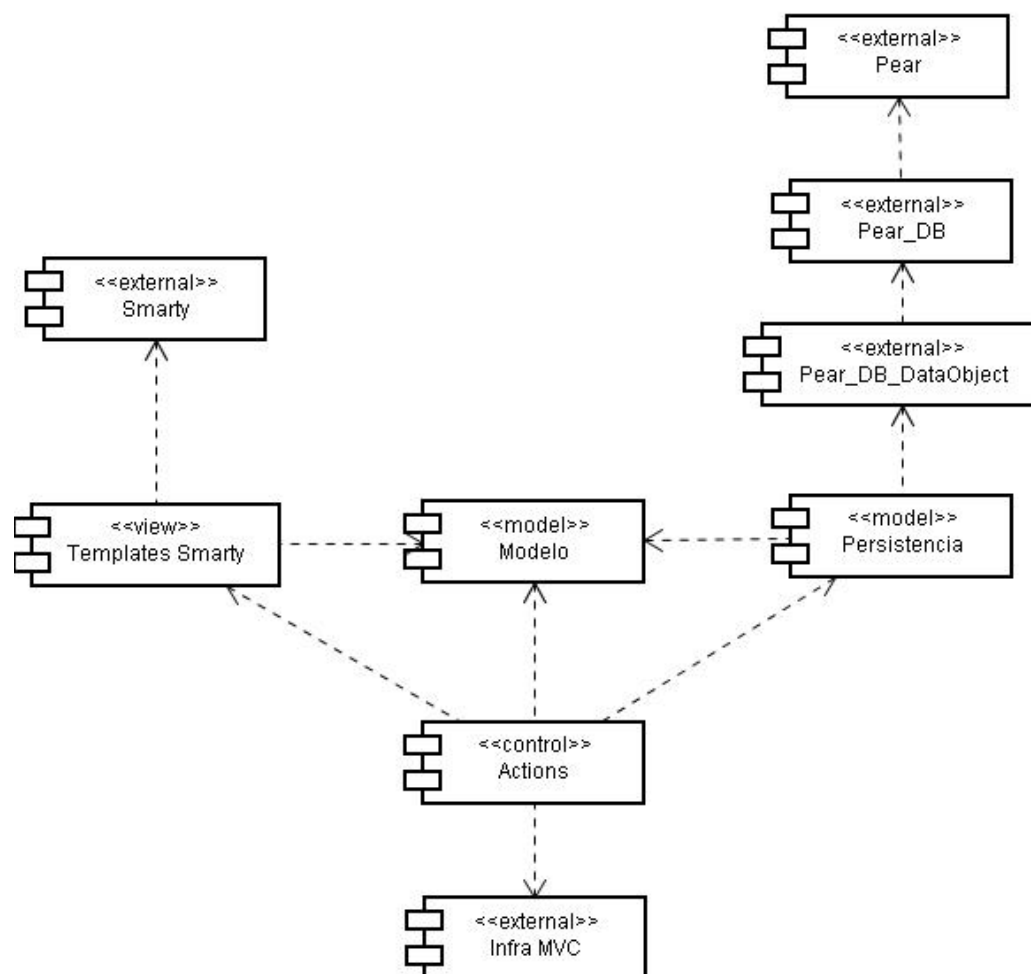 <<external>>
Pear
<<external>>
Pear_DB
<<external>>
Smarty
<<external>>
Pear_DB_DataObject
<<view>>
Templates Smarty
<<model>>
Modelo
<<model>>
Persistencia
<<control>>
Actions
<<external>>
Infra MVC